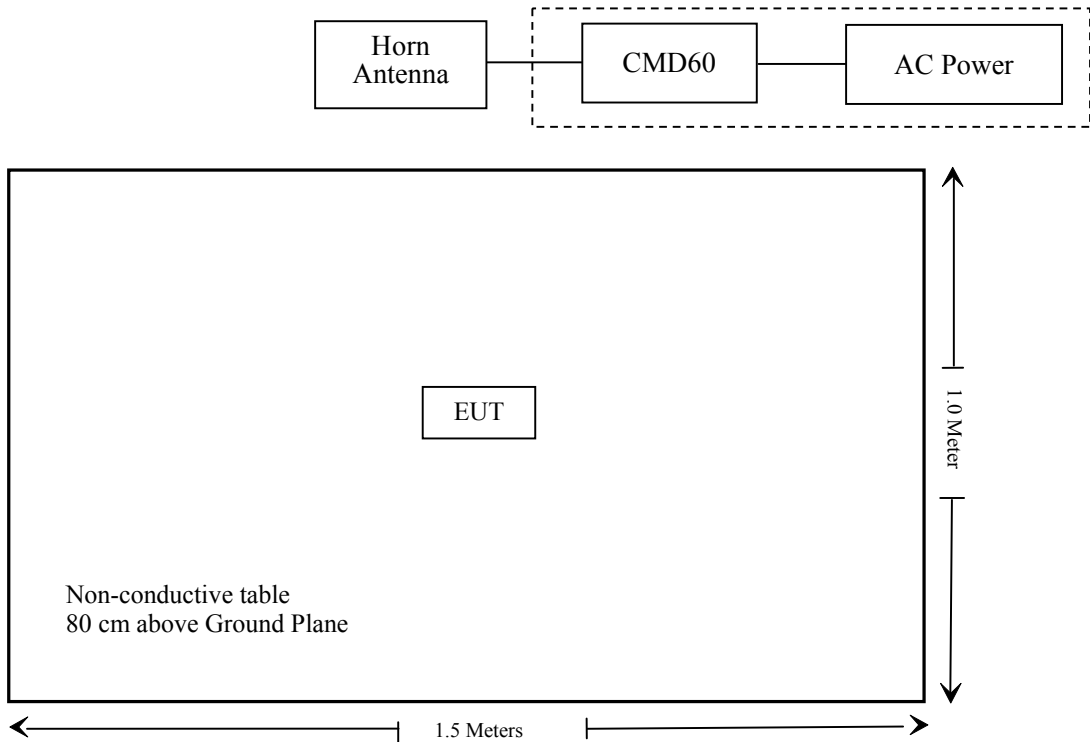 Horn
Antenna
CMD60
AC Power
EUT
1.0 Meter
Non-conductive table
80 cm above Ground Plane
1.5 Meters